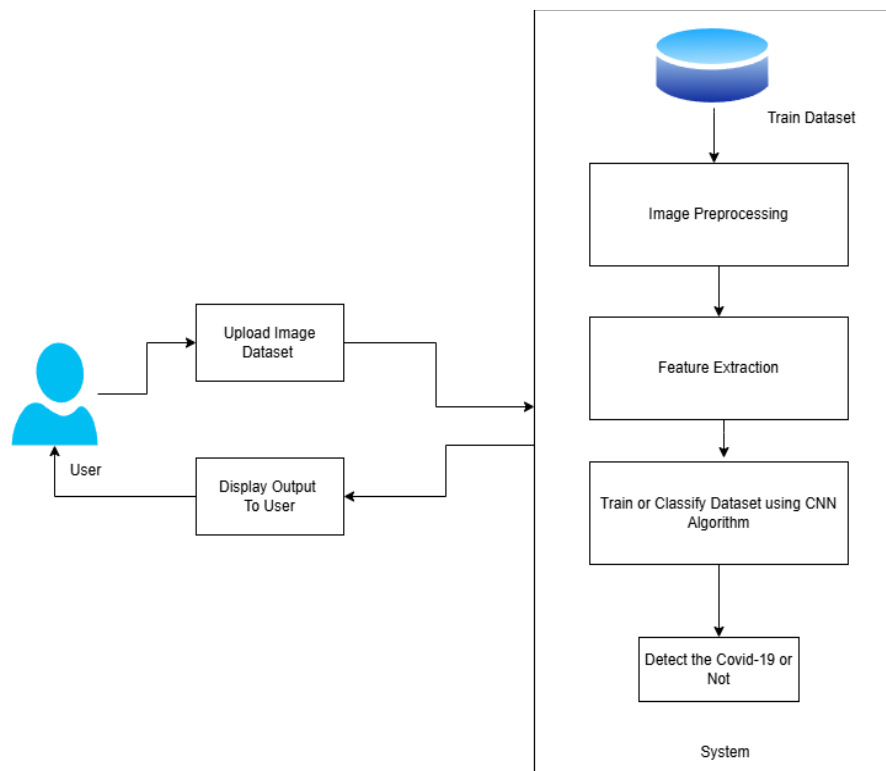 Train Dataset
Image Preprocessing
Upload Image
Dataset
Feature Extraction
User
Display Output
To User
Train or Classify Dataset using CNN
Algorithm
Detect the Covid-19 or
Not
System